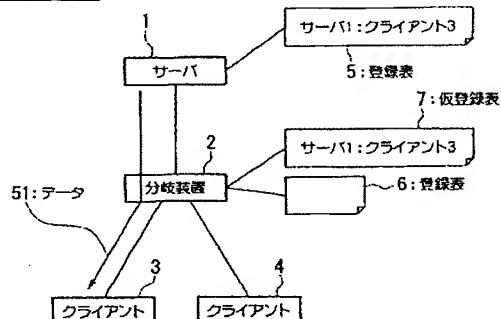 1
サーバ
サーバ1:クライアント3
5:登録表
7:仮登録表
サーバ1:クライアント3
2
分岐装置
6:登録表
51:データ
3
クライアント
4
クライアント